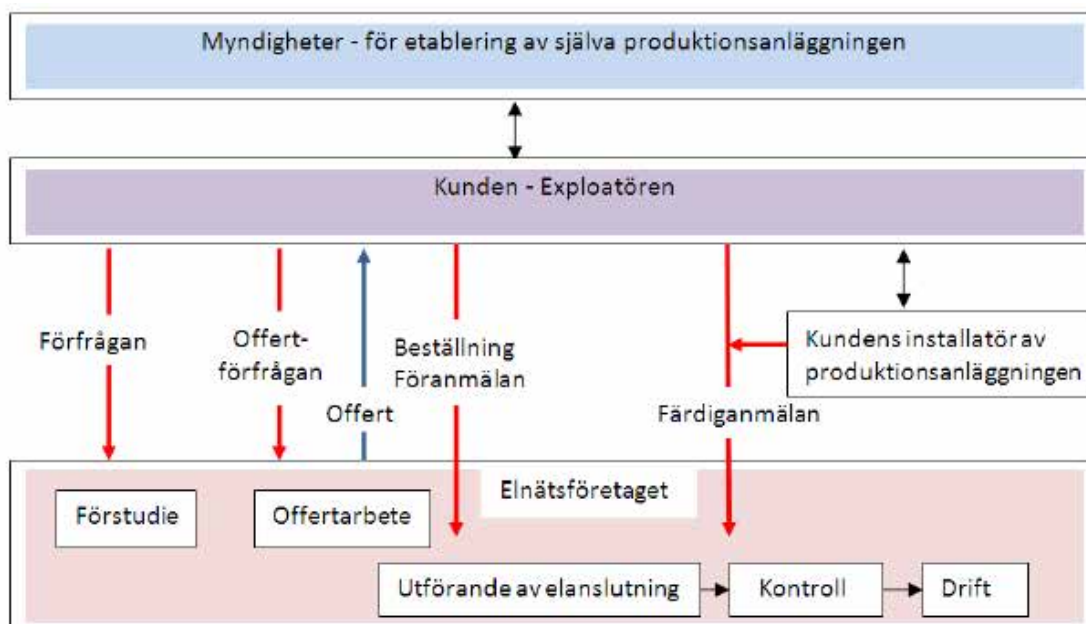 Myndigheter - för etablering av själva produktionsanläggningen
Kunden - Exploatören
Förfrågan
Offert-
förfrågan
Offert
Beställning
Föranmälan
Färdiganmälan
Kundens installatör av
produktionsanläggningen
Elnätsföretaget
Förstudie
Offertarbete
Utförande av elanslutning
Kontroll
Drift